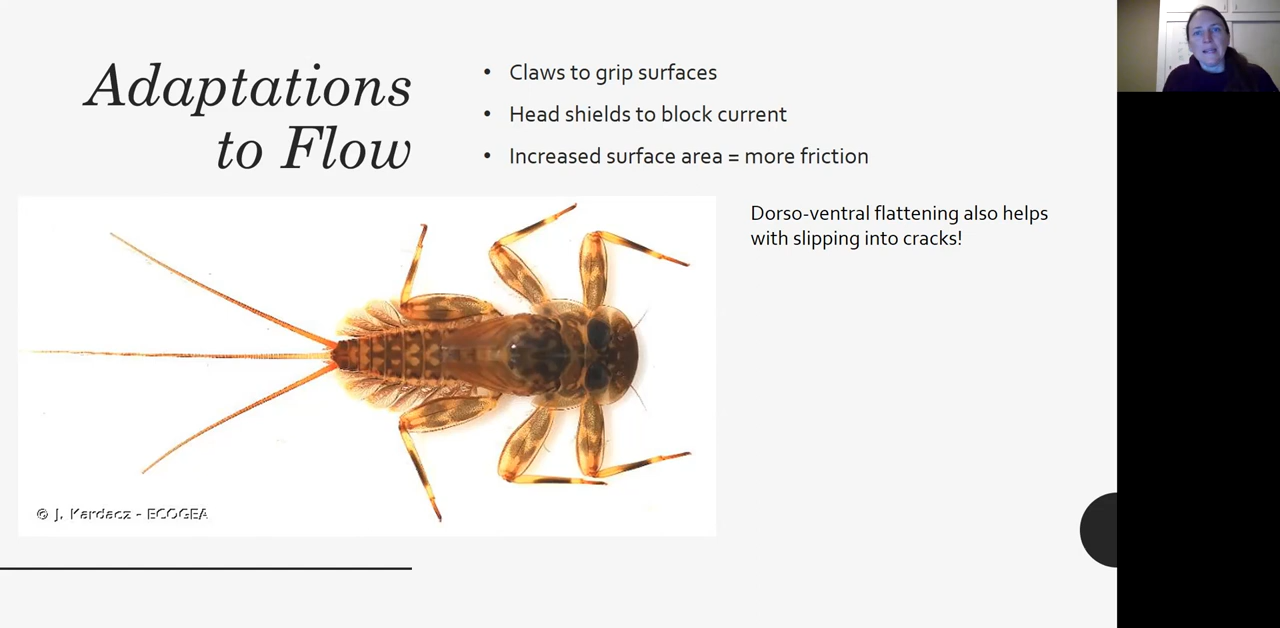 Adaptations
to Flow
• Claws to grip surfaces
• Head shields to block current
• Increased surface area = more friction
Dorso-ventral flattening also helps
with slipping into cracks!
© J. Kardacz - ECOGEA